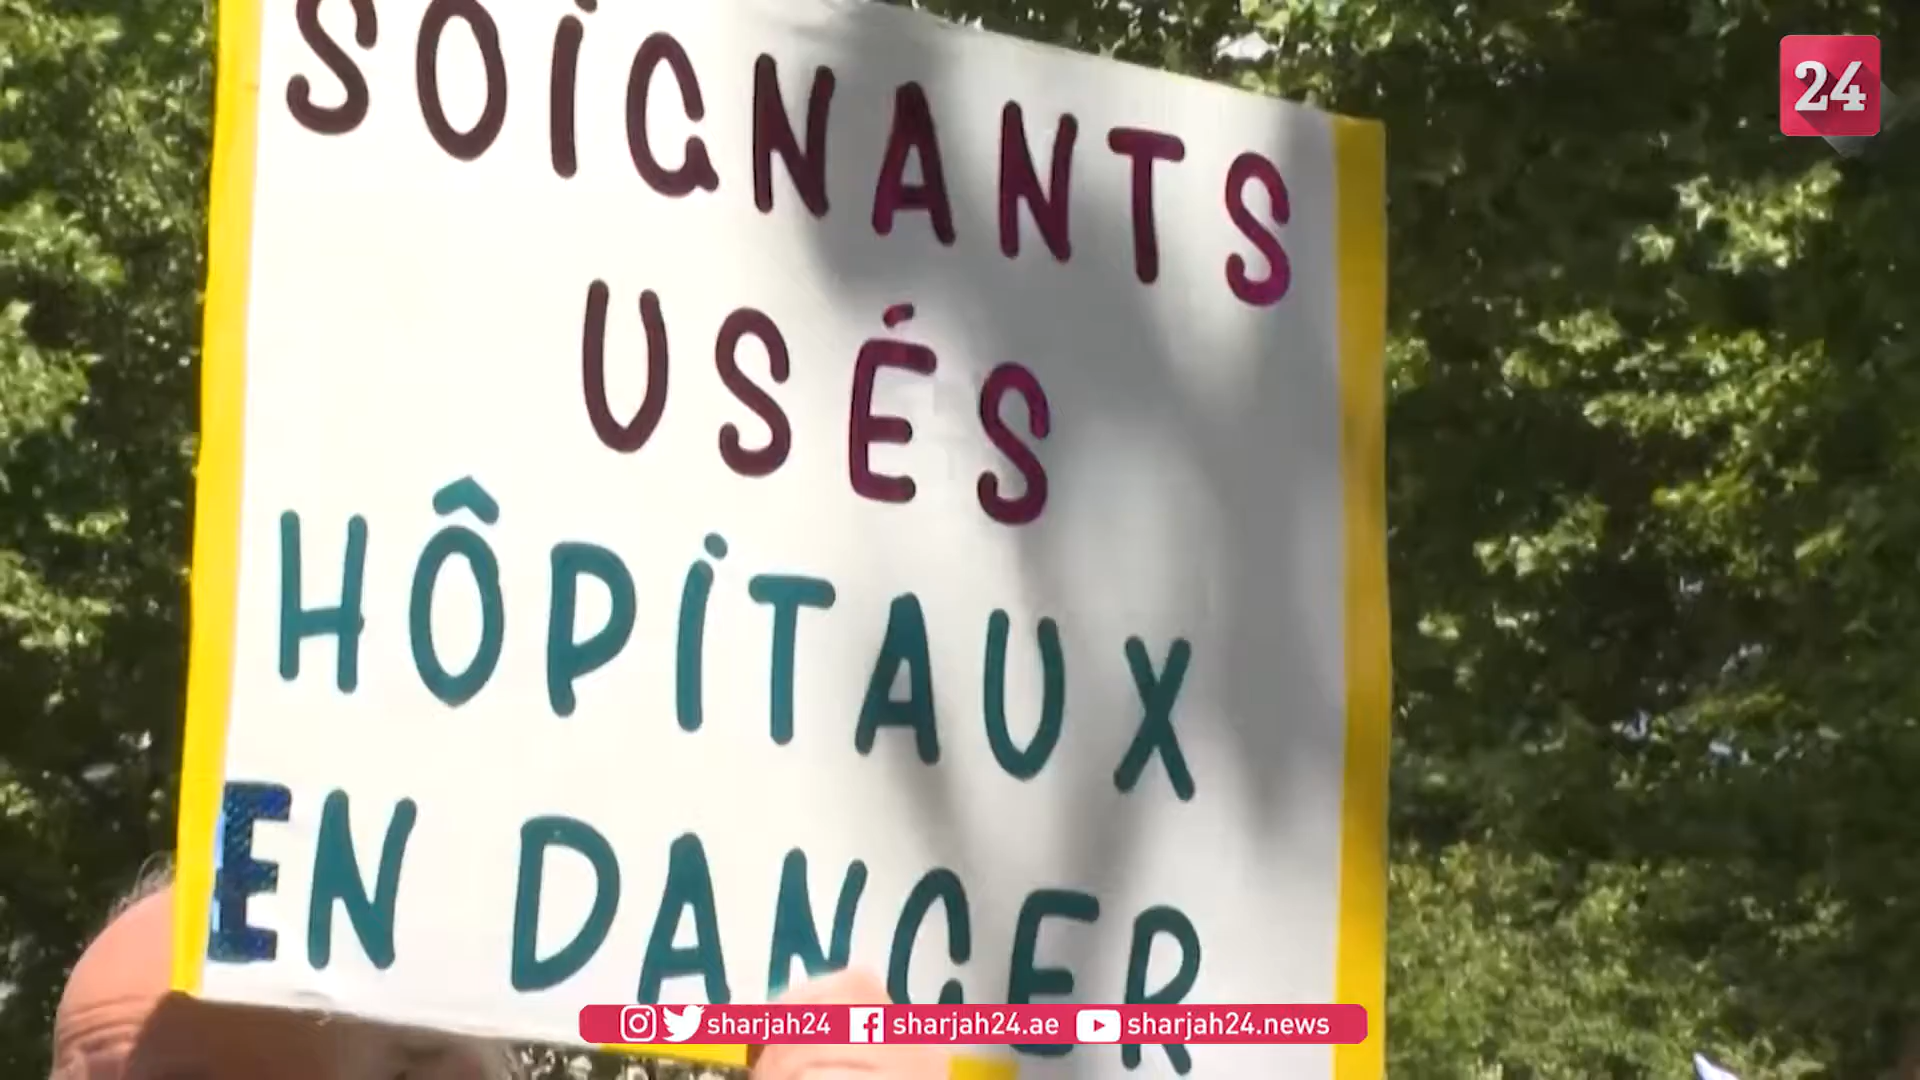 24
SOIGNANTS
USÉS
HÔPITAUX
EN DANGER
sharjah24 sharjah24.ae sharjah24.news